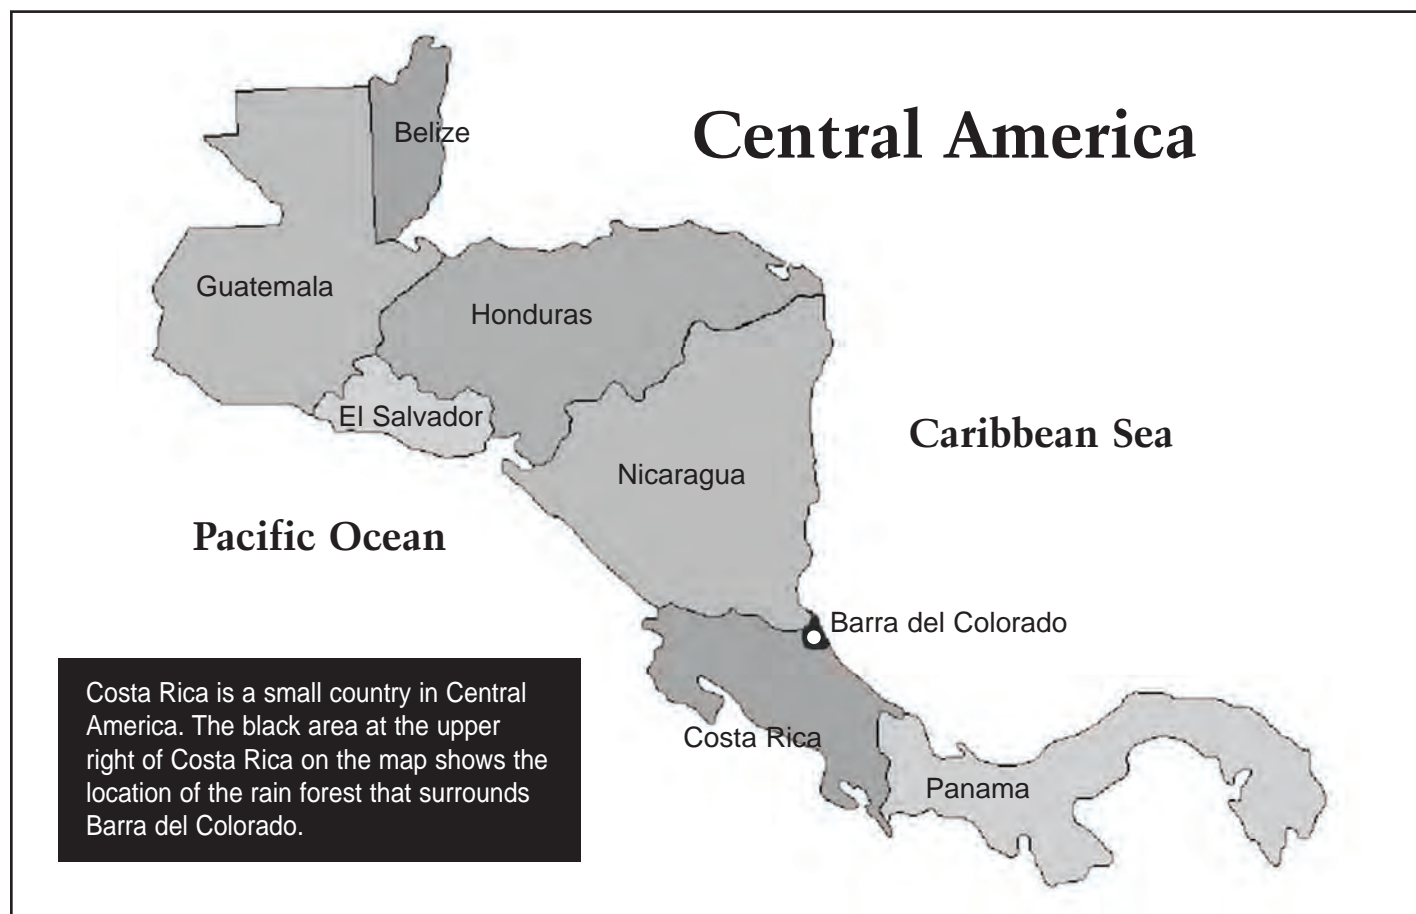 Central America
Belize
Guatemala
Honduras
El Salvador
Caribbean Sea
Nicaragua
Pacific Ocean
Barra del Colorado
Costa Rica is a small country in Central
America. The black area at the upper
right of Costa Rica on the map shows the
location of the rain forest that surrounds
Barra del Colorado.
Costa Rica
Panama